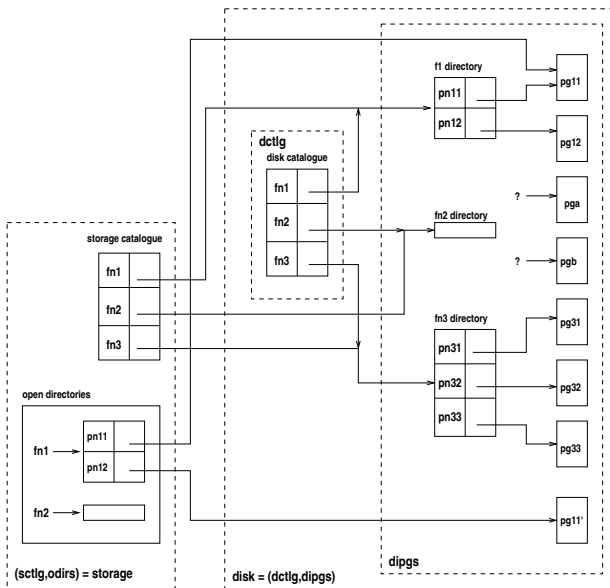 f1 directory
pn11
pn12
pg11
pg12
dctlg
disk catalogue
fn1
fn2
fn3
? pga
fn2 directory
? pgb
storage catalogue
fn1
fn2
fn3
fn3 directory
pn31
pn32
pn33
pg31
pg32
pg33
open directories
fn1
pn11
pn12
fn2
pg11'
dipgs
(sctlg,odirs) = storage
disk = (dctlg,dipgs)